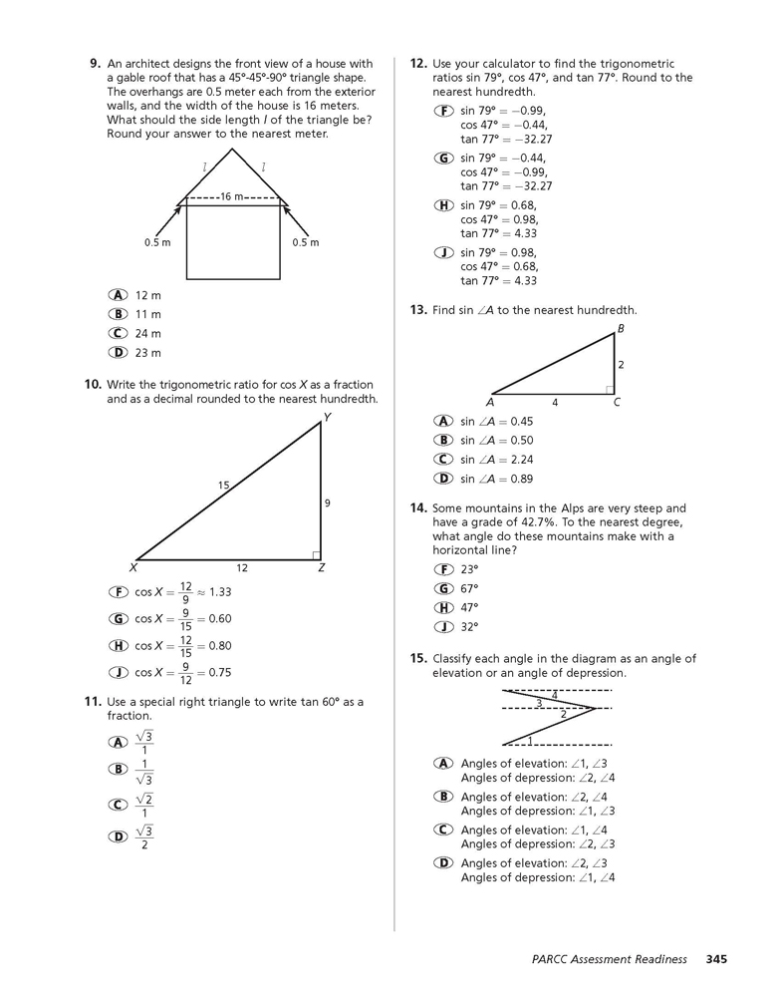 9. An architect designs the front view of a house with
a gable roof that has a 45°-45°-90° triangle shape.
The overhangs are 0.5 meter each from the exterior
walls, and the width of the house is 16 meters.
What should the side length l of the triangle be?
Round your answer to the nearest meter.
l l
16 m
0.5 m 0.5 m
A 12 m
B 11 m
C 24 m
D 23 m
10. Write the trigonometric ratio for cos X as a fraction
and as a decimal rounded to the nearest hundredth.
Y
15
9
X 12 Z
F cos X = 12/9 ≈ 1.33
G cos X = 9/15 = 0.60
H cos X = 12/15 = 0.80
J cos X = 9/12 = 0.75
11. Use a special right triangle to write tan 60° as a
fraction.
A √3/1
B 1/√3
C √2/1
D √3/2
12. Use your calculator to find the trigonometric
ratios sin 79°, cos 47°, and tan 77°. Round to the
nearest hundredth.
F sin 79° = −0.99,
cos 47° = −0.44,
tan 77° = −32.27
G sin 79° = −0.44,
cos 47° = −0.99,
tan 77° = −32.27
H sin 79° = 0.68,
cos 47° = 0.98,
tan 77° = 4.33
J sin 79° = 0.98,
cos 47° = 0.68,
tan 77° = 4.33
13. Find sin ∠A to the nearest hundredth.
B
2
A 4 C
A sin ∠A = 0.45
B sin ∠A = 0.50
C sin ∠A = 2.24
D sin ∠A = 0.89
14. Some mountains in the Alps are very steep and
have a grade of 42.7%. To the nearest degree,
what angle do these mountains make with a
horizontal line?
F 23°
G 67°
H 47°
J 32°
15. Classify each angle in the diagram as an angle of
elevation or an angle of depression.
4
3
2
1
A Angles of elevation: ∠1, ∠3
Angles of depression: ∠2, ∠4
B Angles of elevation: ∠2, ∠4
Angles of depression: ∠1, ∠3
C Angles of elevation: ∠1, ∠4
Angles of depression: ∠2, ∠3
D Angles of elevation: ∠2, ∠3
Angles of depression: ∠1, ∠4
PARCC Assessment Readiness 345